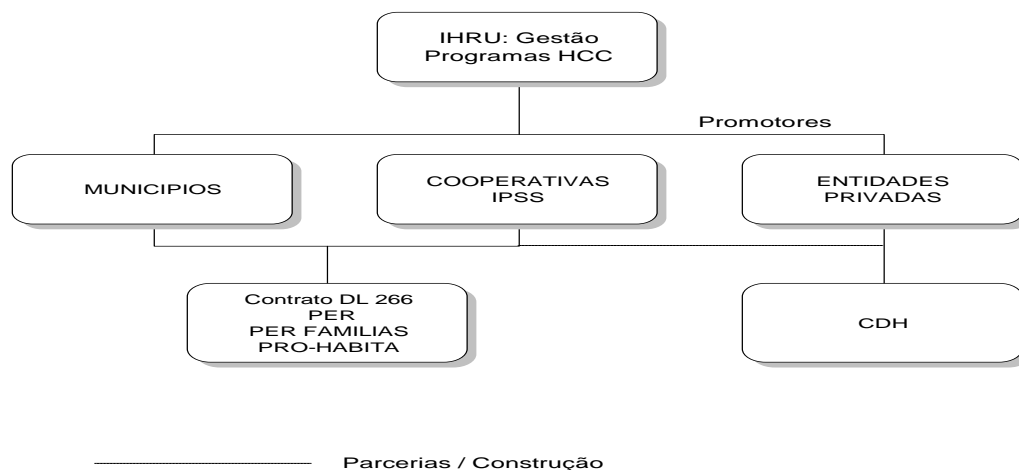 IHRU: Gestão
Programas HCC
Promotores
MUNICIPIOS
COOPERATIVAS
IPSS
ENTIDADES
PRIVADAS
Contrato DL 266
PER
PER FAMILIAS
PRO-HABITA
CDH
Parcerias / Construção